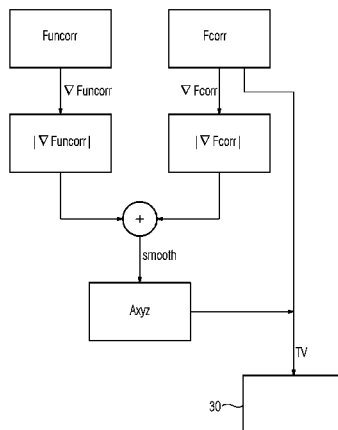 Funcorr
Fcorr
∇ Funcorr
∇ Fcorr
|∇ Funcorr|
|∇ Fcorr|
+
smooth
Axyz
TV
30